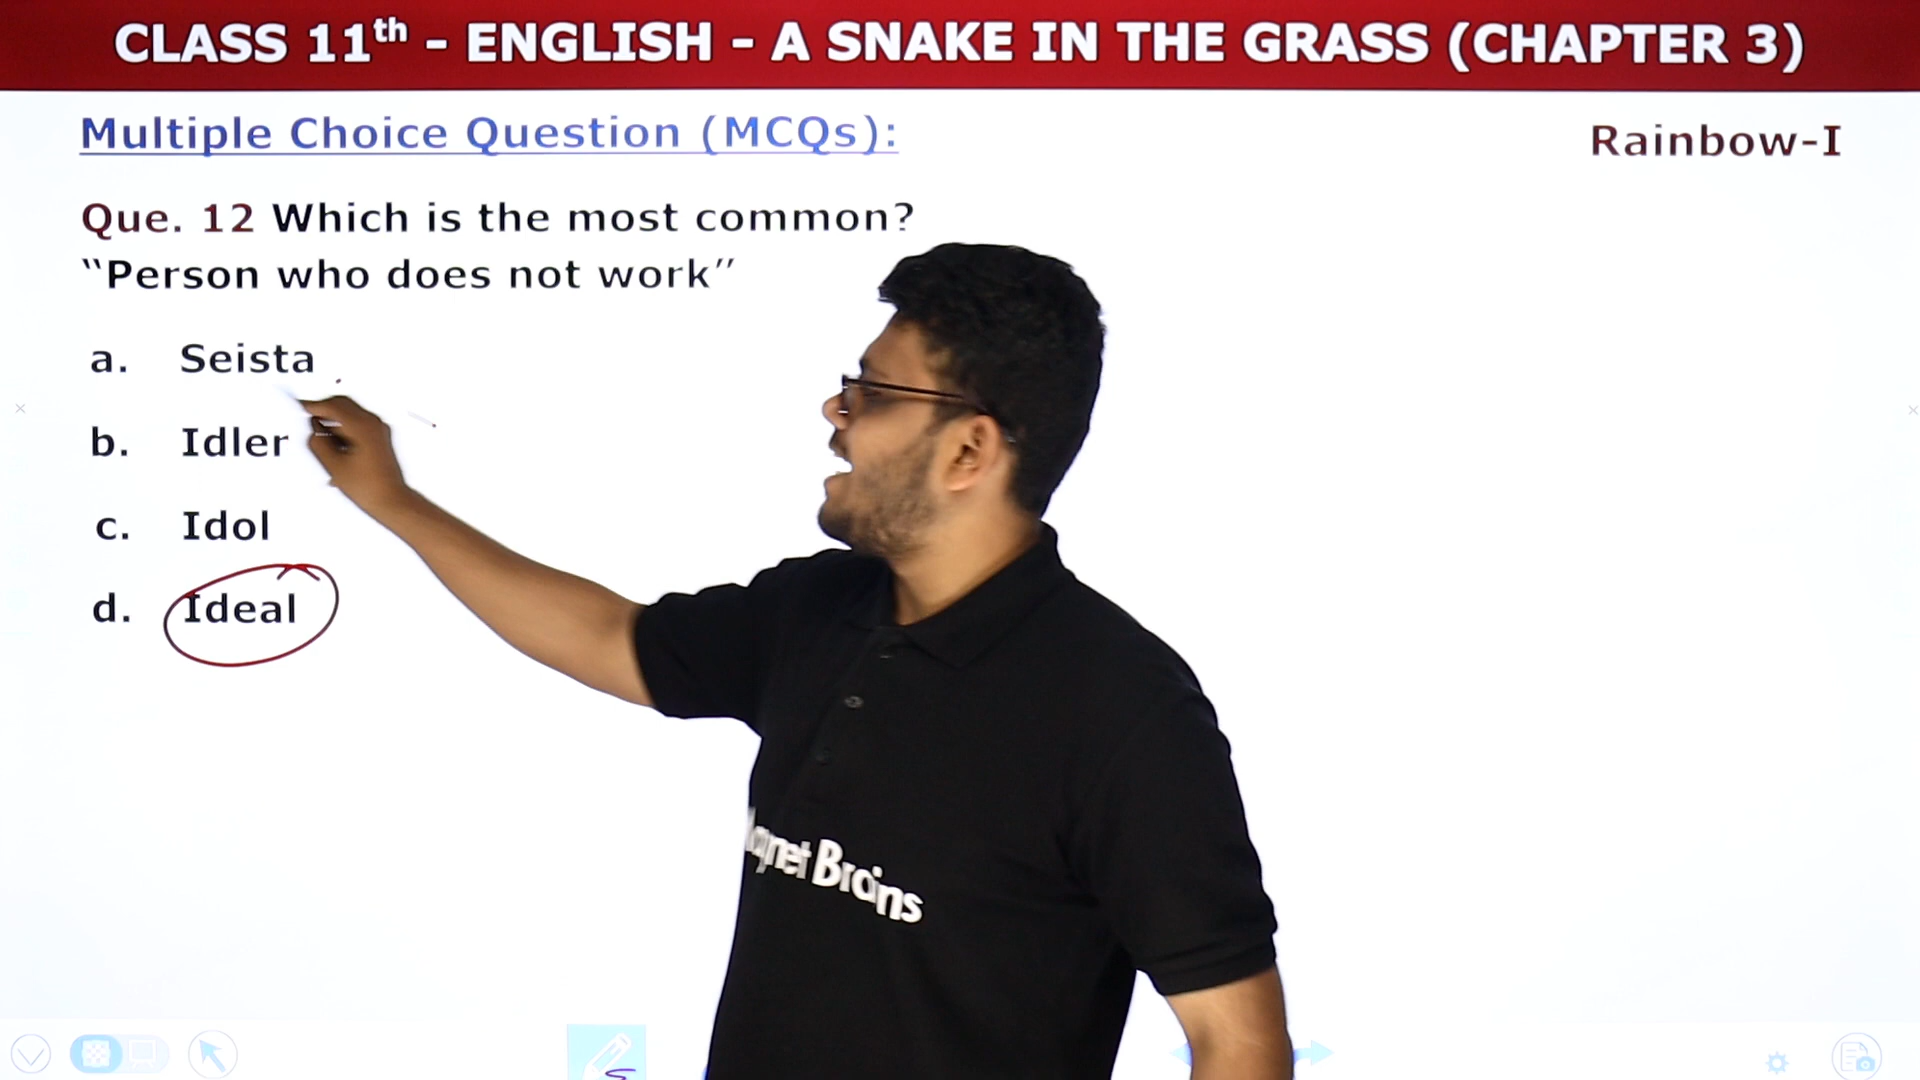 CLASS 11th - ENGLISH - A SNAKE IN THE GRASS (CHAPTER 3)
Multiple Choice Question (MCQs):
Rainbow-I
Que. 12 Which is the most common?
“Person who does not work”
a. Seista
b. Idler
c. Idol
d. Ideal
Brains